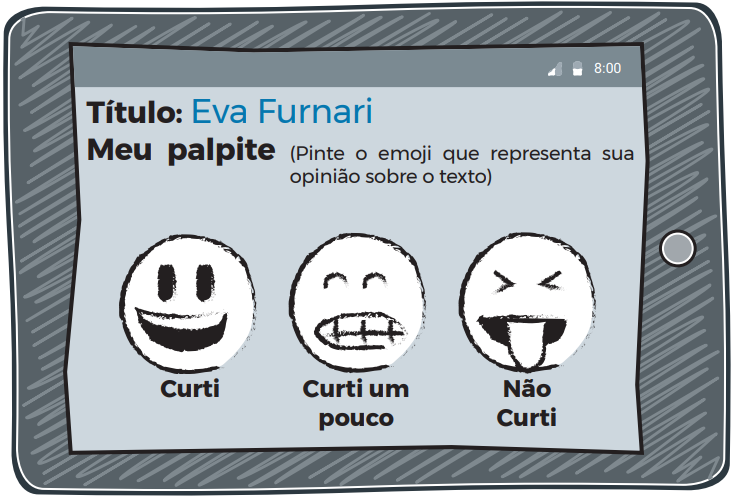 8:00
Título: Eva Furnari
Meu palpite (Pinte o emoji que representa sua
opinião sobre o texto)
Curti
Curti um
pouco
Não
Curti